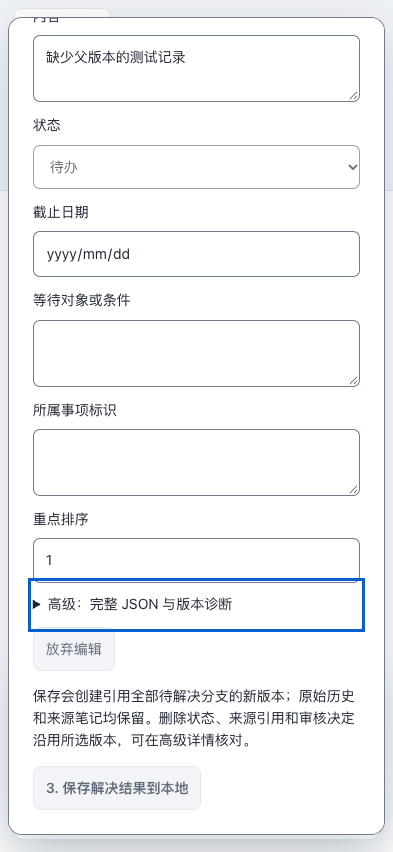 内容
缺少父版本的测试记录
状态
待办
截止日期
yyyy/mm/dd
等待对象或条件
所属事项标识
重点排序
1
高级：完整 JSON 与版本诊断
放弃编辑
保存会创建引用全部待解决分支的新版本；原始历史
和来源笔记均保留。删除状态、来源引用和审核决定
沿用所选版本，可在高级详情核对。
3. 保存解决结果到本地